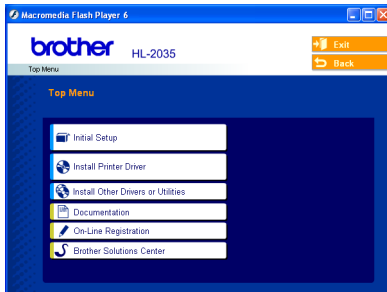 Macromedia Flash Player 6
brother HL-2035
Exit
Back
Top Menu
Top Menu
Initial Setup
Install Printer Driver
Install Other Drivers or Utilities
Documentation
On-Line Registration
Brother Solutions Center